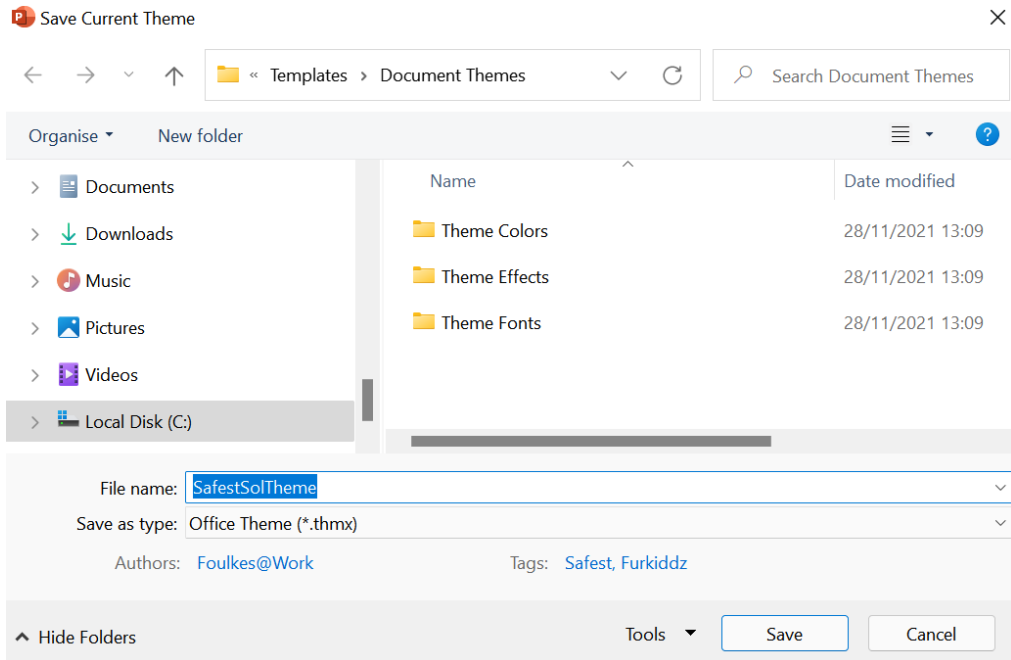 Save Current Theme
« Templates › Document Themes
Search Document Themes
Organise
New folder
Documents
Downloads
Music
Pictures
Videos
Local Disk (C:)
Name Date modified
Theme Colors 28/11/2021 13:09
Theme Effects 28/11/2021 13:09
Theme Fonts 28/11/2021 13:09
File name: SafestSolTheme
Save as type: Office Theme (*.thmx)
Authors: Foulkes@Work Tags: Safest, Furkiddz
Hide Folders
Tools
Save
Cancel